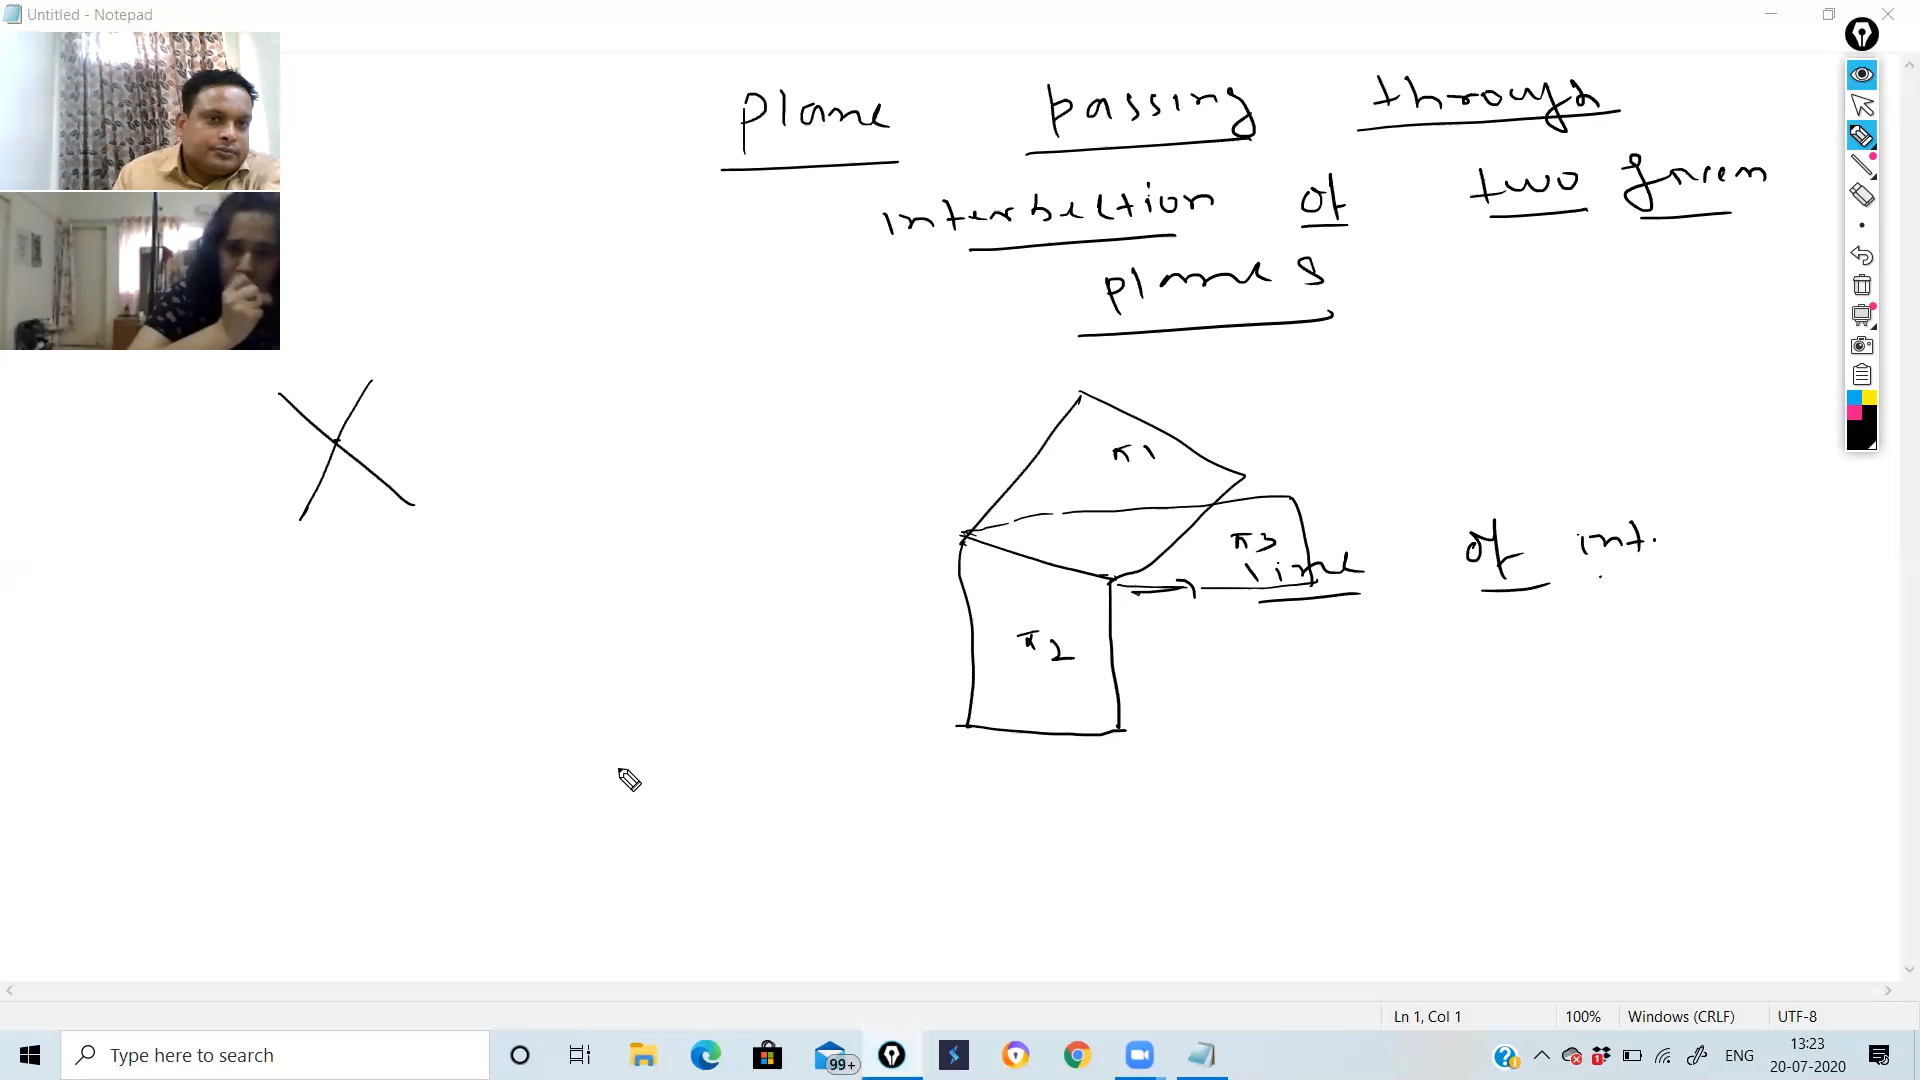 Untitled - Notepad
plane passing through
intersection of two given
planes
π1
π3
line of int.
π2
Ln 1, Col 1 100% Windows (CRLF) UTF-8
Type here to search
99+
ENG
13:23
20-07-2020